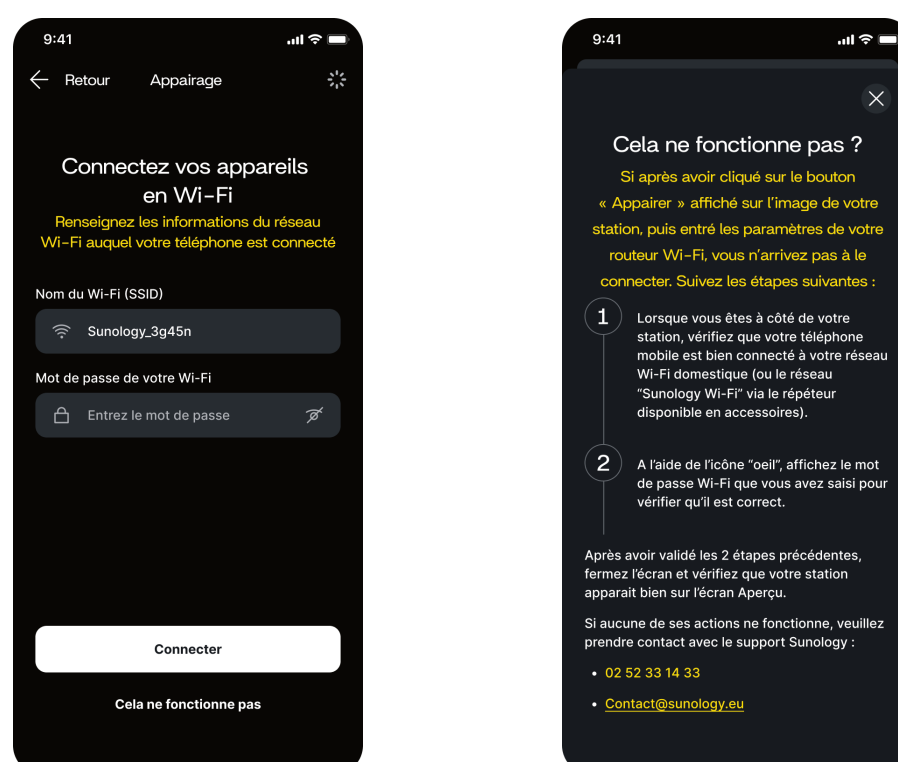 9:41
Retour
Appairage
Connectez vos appareils
en Wi-Fi
Renseignez les informations du réseau
Wi-Fi auquel votre téléphone est connecté
Nom du Wi-Fi (SSID)
Sunology_3g45n
Mot de passe de votre Wi-Fi
Entrez le mot de passe
Connecter
Cela ne fonctionne pas
9:41
Cela ne fonctionne pas ?
Si après avoir cliqué sur le bouton
« Appairer » affiché sur l'image de votre
station, puis entré les paramètres de votre
routeur Wi-Fi, vous n'arrivez pas à le
connecter. Suivez les étapes suivantes :
1
Lorsque vous êtes à côté de votre
station, vérifiez que votre téléphone
mobile est bien connecté à votre réseau
Wi-Fi domestique (ou le réseau
“Sunology Wi-Fi” via le répéteur
disponible en accessoires).
2
A l'aide de l'icône “oeil”, affichez le mot
de passe Wi-Fi que vous avez saisi pour
vérifier qu'il est correct.
Après avoir validé les 2 étapes précédentes,
fermez l'écran et vérifiez que votre station
apparait bien sur l'écran Aperçu.
Si aucune de ses actions ne fonctionne, veuillez
prendre contact avec le support Sunology :
• 02 52 33 14 33
• Contact@sunology.eu